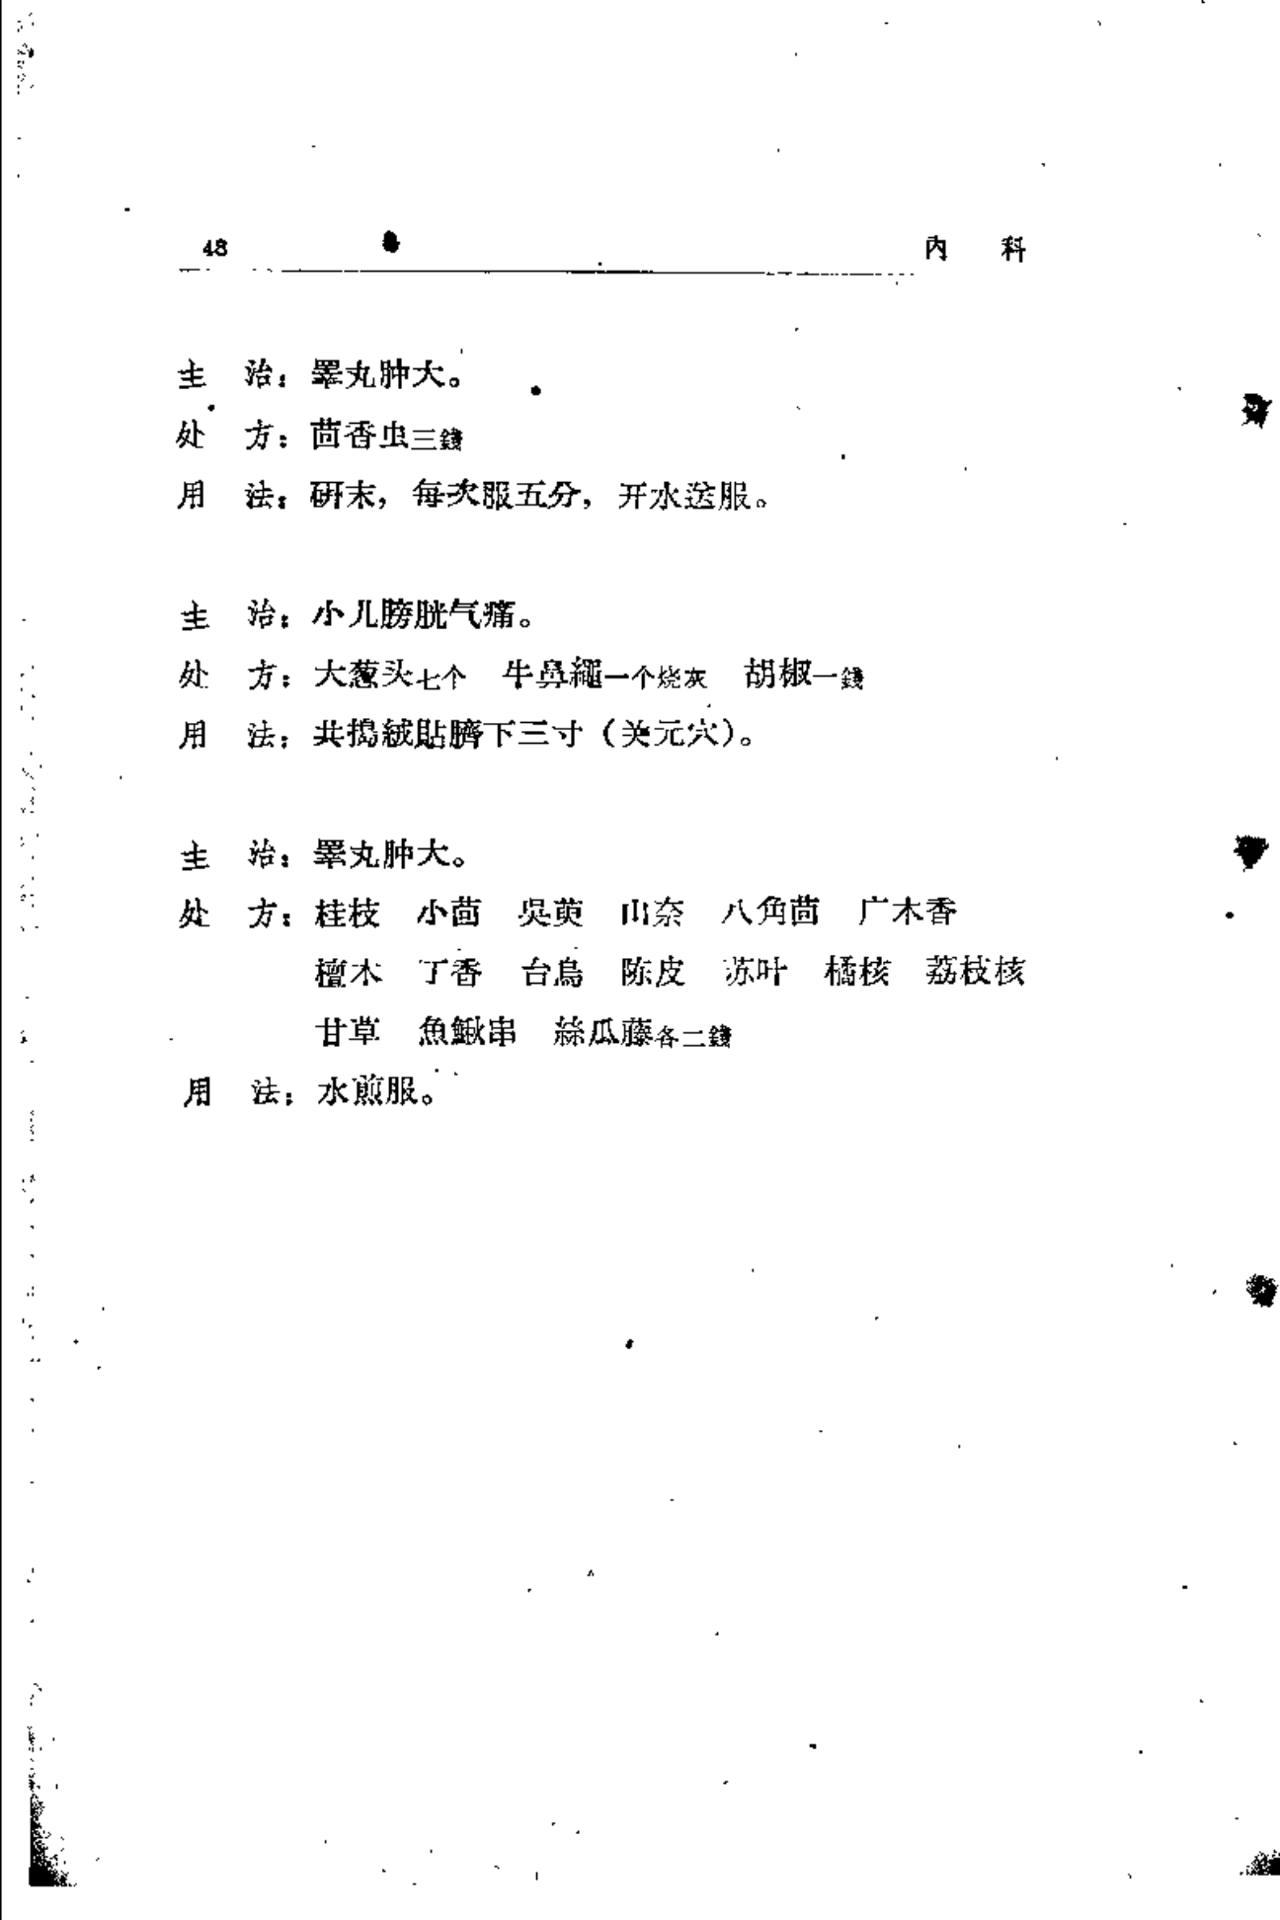 48 内 科
主 治：睪丸肿大。
处 方：茴香虫三錢
用 法：研末，每次服五分，开水送服。
主 治：小儿膀胱气痛。
处 方：大葱头七个 牛鼻繩一个烧灰 胡椒一錢
用 法：共搗絨貼臍下三寸（关元穴）。
主 治：睪丸肿大。
处 方：桂枝 小茴 吳萸 山奈 八角茴 广木香
檀木 丁香 台烏 陈皮 苏叶 橘核 荔枝核
甘草 魚鰍串 絲瓜藤各二錢
用 法：水煎服。